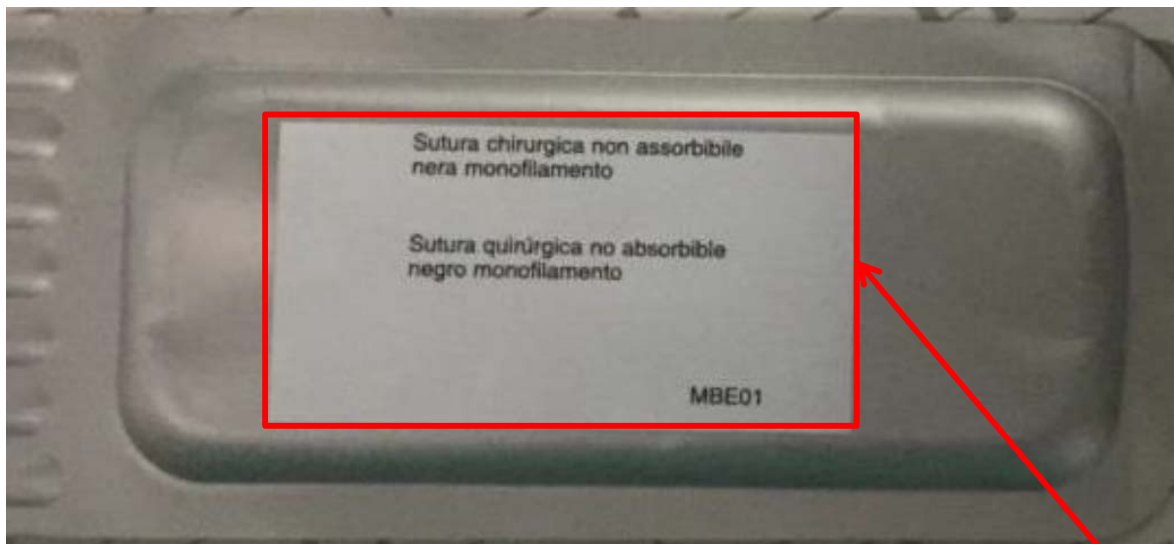 Sutura chirurgica non assorbibile
nera monofilamento
Sutura quirúrgica no absorbible
negro monofilamento
MBE01